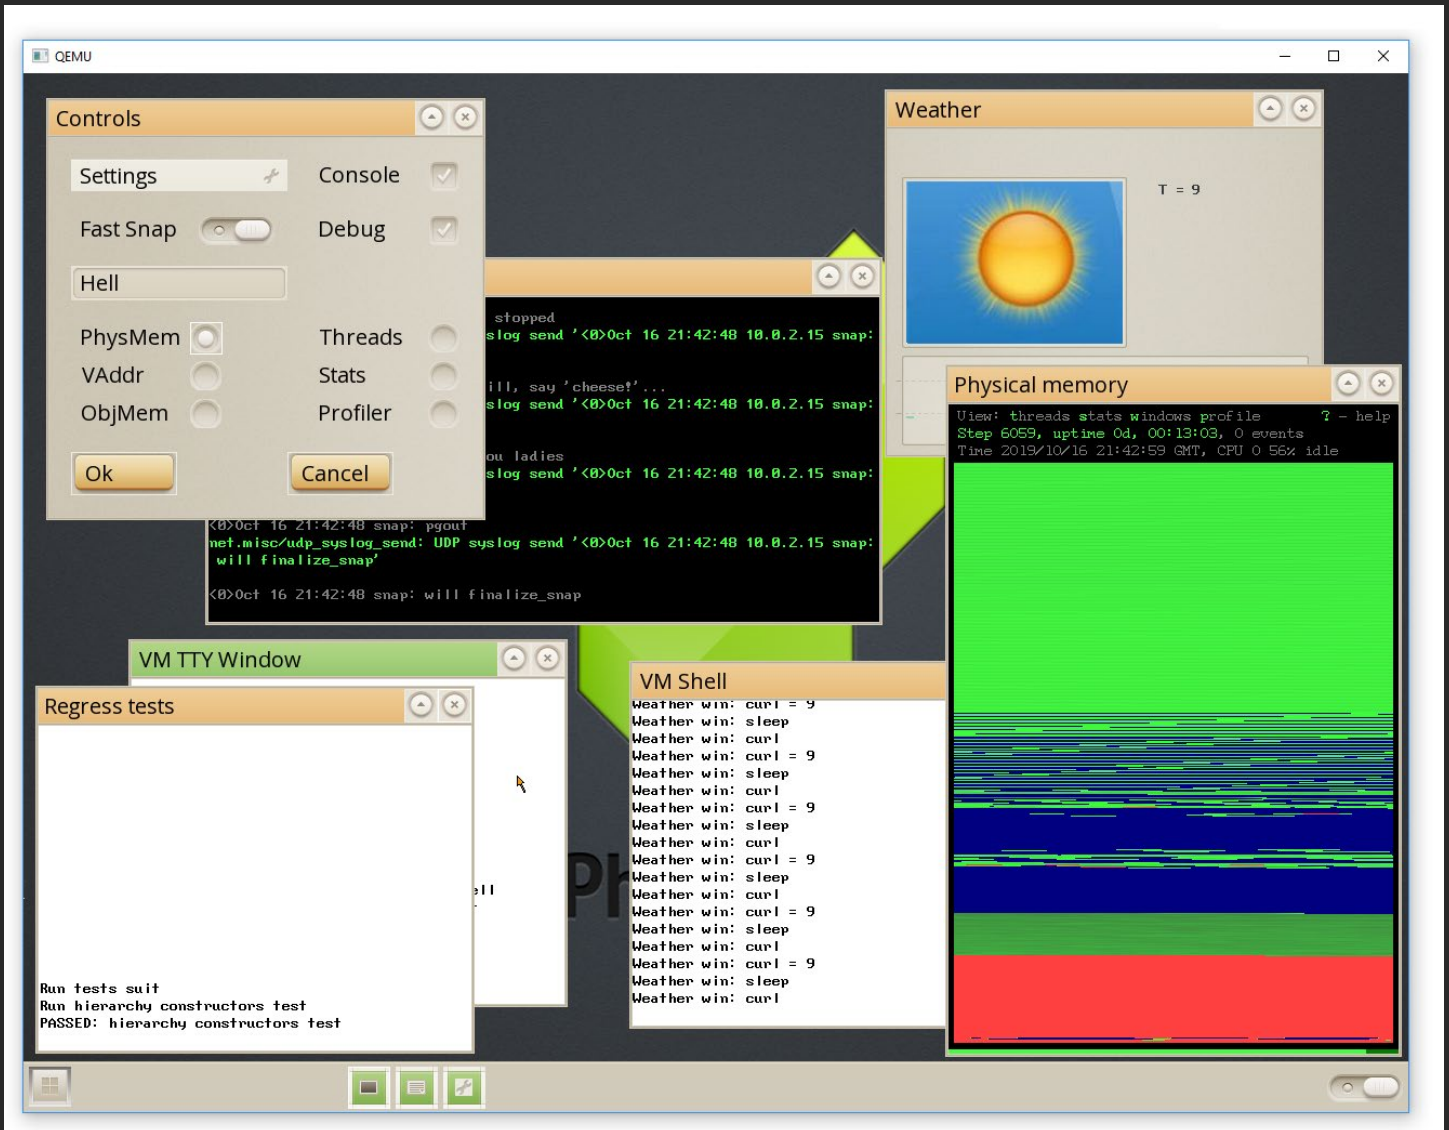 QEMU
Controls
Settings
Console
Fast Snap
Debug
Hell
PhysMem
Threads
VAddr
Stats
ObjMem
Profiler
Ok
Cancel
stopped
slog send '<0>Oct 16 21:42:48 10.0.2.15 snap:
ill, say 'cheese!'...
slog send '<0>Oct 16 21:42:48 10.0.2.15 snap:
ou ladies
slog send '<0>Oct 16 21:42:48 10.0.2.15 snap:
<0>Oct 16 21:42:48 snap: pgout
net.misc/udp_syslog_send: UDP syslog send '<0>Oct 16 21:42:48 10.0.2.15 snap:
will finalize_snap'
<0>Oct 16 21:42:48 snap: will finalize_snap
Weather
T = 9
Physical memory
View: threads stats windows profile ? - help
Step 6059, uptime 0d, 00:13:03, 0 events
Time 2019/10/16 21:42:59 GMT, CPU 0 56% idle
VM TTY Window
ell
Regress tests
Run tests suit
Run hierarchy constructors test
PASSED: hierarchy constructors test
VM Shell
Weather win: curl = 9
Weather win: sleep
Weather win: curl
Weather win: curl = 9
Weather win: sleep
Weather win: curl
Weather win: curl = 9
Weather win: sleep
Weather win: curl
Weather win: curl = 9
Weather win: sleep
Weather win: curl
Weather win: curl = 9
Weather win: sleep
Weather win: curl
Weather win: curl = 9
Weather win: sleep
Weather win: curl
Ph